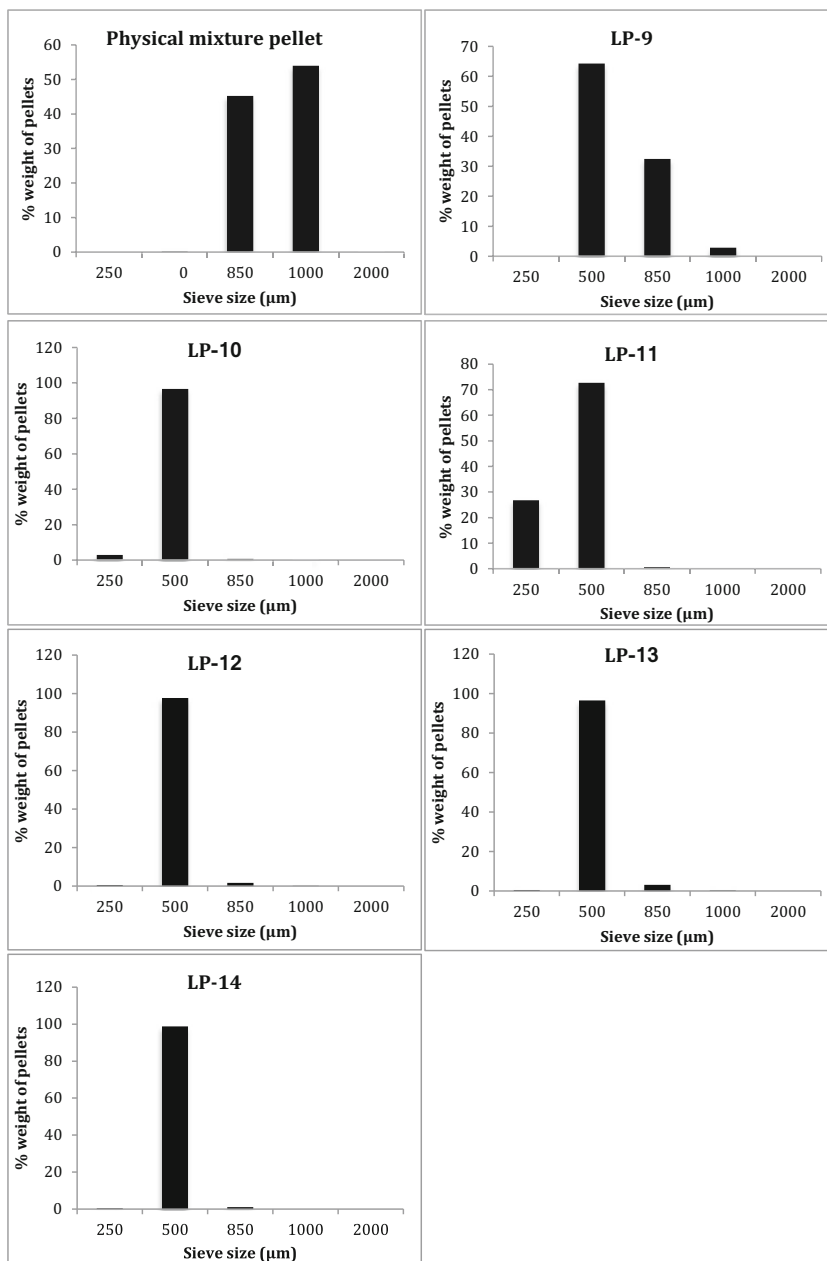 Physical mixture pellet
% weight of pellets
60
50
40
30
20
10
0
250 0 850 1000 2000
Sieve size (μm)
LP-9
% weight of pellets
70
60
50
40
30
20
10
0
250 500 850 1000 2000
Sieve size (μm)
LP-10
% weight of pellets
120
100
80
60
40
20
0
250 500 850 1000 2000
Sieve size (μm)
LP-11
% weight of pellets
80
70
60
50
40
30
20
10
0
250 500 850 1000 2000
Sieve size (μm)
LP-12
% weight of pellets
120
100
80
60
40
20
0
250 500 850 1000 2000
Sieve size (μm)
LP-13
% weight of pellets
120
100
80
60
40
20
0
250 500 850 1000 2000
Sieve size (μm)
LP-14
% weight of pellets
120
100
80
60
40
20
0
250 500 850 1000 2000
Sieve size (μm)